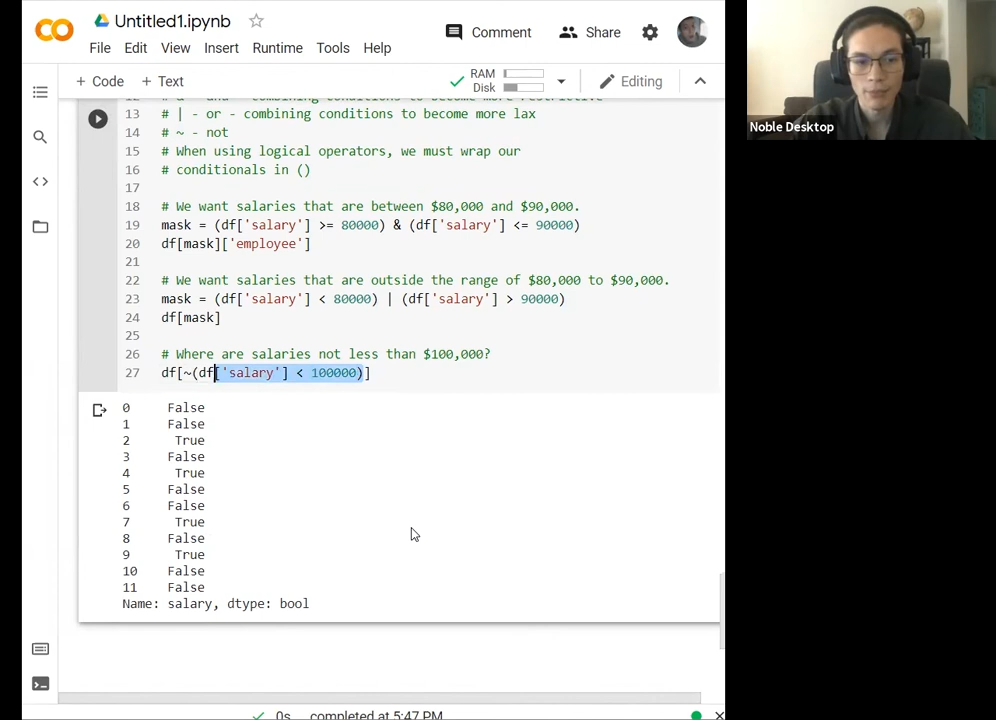 Untitled1.ipynb
File Edit View Insert Runtime Tools Help
Comment Share
+ Code + Text
RAM
Disk
Editing
13 # | - or - combining conditions to become more lax
14 # ~ - not
15 # When using logical operators, we must wrap our
16 # conditionals in ()
17
18 # We want salaries that are between $80,000 and $90,000.
19 mask = (df['salary'] >= 80000) & (df['salary'] <= 90000)
20 df[mask]['employee']
21
22 # We want salaries that are outside the range of $80,000 to $90,000.
23 mask = (df['salary'] < 80000) | (df['salary'] > 90000)
24 df[mask]
25
26 # Where are salaries not less than $100,000?
27 df[~(df['salary'] < 100000)]
0 False
1 False
2 True
3 False
4 True
5 False
6 False
7 True
8 False
9 True
10 False
11 False
Name: salary, dtype: bool
0s completed at 5:47 PM
Noble Desktop